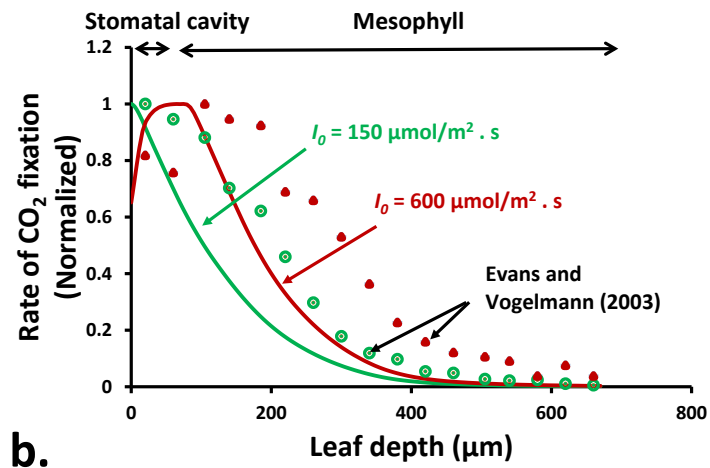 Stomatal cavity Mesophyll
1.2
1
0.8
0.6
0.4
0.2
0
Rate of CO₂ fixation
(Normalized)
I₀ = 150 µmol/m² . s
I₀ = 600 µmol/m² . s
Evans and
Vogelmann (2003)
0 200 400 600 800
Leaf depth (µm)
b.